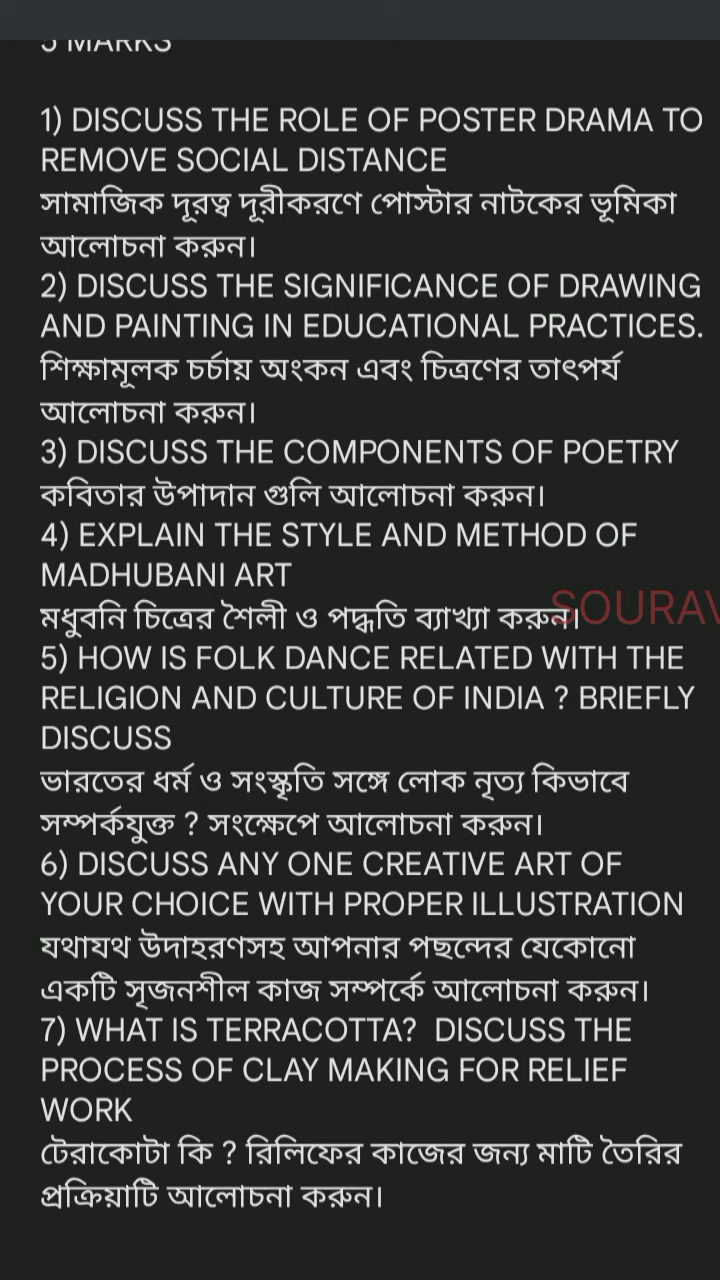 5 MARKS
1) DISCUSS THE ROLE OF POSTER DRAMA TO
REMOVE SOCIAL DISTANCE
সামাজিক দূরত্ব দূরীকরণে পোস্টার নাটকের ভূমিকা
আলোচনা করুন।
2) DISCUSS THE SIGNIFICANCE OF DRAWING
AND PAINTING IN EDUCATIONAL PRACTICES.
শিক্ষামূলক চর্চায় অংকন এবং চিত্রণের তাৎপর্য
আলোচনা করুন।
3) DISCUSS THE COMPONENTS OF POETRY
কবিতার উপাদান গুলি আলোচনা করুন।
4) EXPLAIN THE STYLE AND METHOD OF
MADHUBANI ART
মধুবনি চিত্রের শৈলী ও পদ্ধতি ব্যাখ্যা করুন।
SOURAV
5) HOW IS FOLK DANCE RELATED WITH THE
RELIGION AND CULTURE OF INDIA ? BRIEFLY
DISCUSS
ভারতের ধর্ম ও সংস্কৃতি সঙ্গে লোক নৃত্য কিভাবে
সম্পর্কযুক্ত ? সংক্ষেপে আলোচনা করুন।
6) DISCUSS ANY ONE CREATIVE ART OF
YOUR CHOICE WITH PROPER ILLUSTRATION
যথাযথ উদাহরণসহ আপনার পছন্দের যেকোনো
একটি সৃজনশীল কাজ সম্পর্কে আলোচনা করুন।
7) WHAT IS TERRACOTTA?  DISCUSS THE
PROCESS OF CLAY MAKING FOR RELIEF
WORK
টেরাকোটা কি ? রিলিফের কাজের জন্য মাটি তৈরির
প্রক্রিয়াটি আলোচনা করুন।